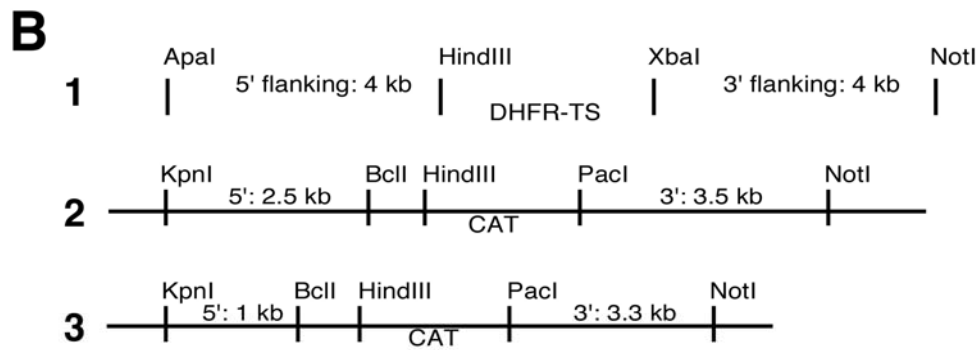 B
ApaI HindIII XbaI NotI
1 5' flanking: 4 kb 3' flanking: 4 kb
DHFR-TS
KpnI BclI HindIII PacI NotI
5': 2.5 kb 3': 3.5 kb
2 CAT
KpnI BclI HindIII PacI NotI
5': 1 kb 3': 3.3 kb
3 CAT